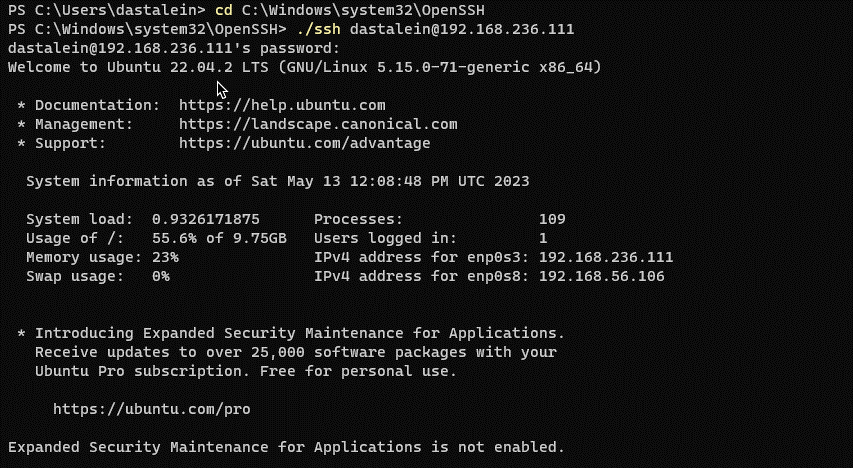 PS C:\Users\dastalein> cd C:\Windows\system32\OpenSSH
PS C:\Windows\system32\OpenSSH> ./ssh dastalein@192.168.236.111
dastalein@192.168.236.111's password:
Welcome to Ubuntu 22.04.2 LTS (GNU/Linux 5.15.0-71-generic x86_64)
* Documentation:  https://help.ubuntu.com
* Management:     https://landscape.canonical.com
* Support:        https://ubuntu.com/advantage
System information as of Sat May 13 12:08:48 PM UTC 2023
System load:  0.9326171875      Processes:               109
Usage of /:   55.6% of 9.75GB   Users logged in:         1
Memory usage: 23%               IPv4 address for enp0s3: 192.168.236.111
Swap usage:   0%                IPv4 address for enp0s8: 192.168.56.106
* Introducing Expanded Security Maintenance for Applications.
Receive updates to over 25,000 software packages with your
Ubuntu Pro subscription. Free for personal use.
https://ubuntu.com/pro
Expanded Security Maintenance for Applications is not enabled.